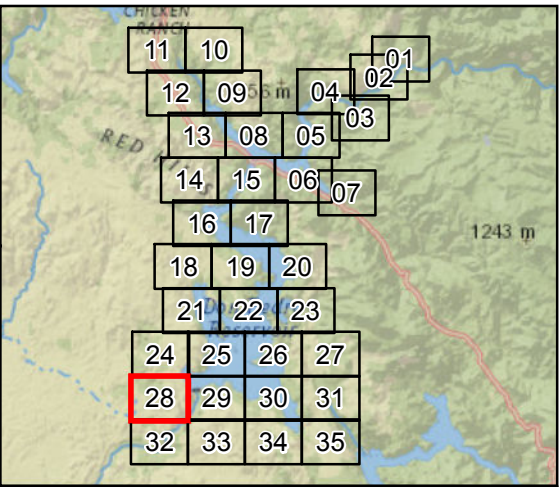 CHICKEN
RANCH
11 10 01
02
12 09 56 m 04
03
RED 13 08 05
14 15 06 07
16 17 1243 m
18 19 20
21 22 23
Reservoir
24 25 26 27
28 29 30 31
32 33 34 35